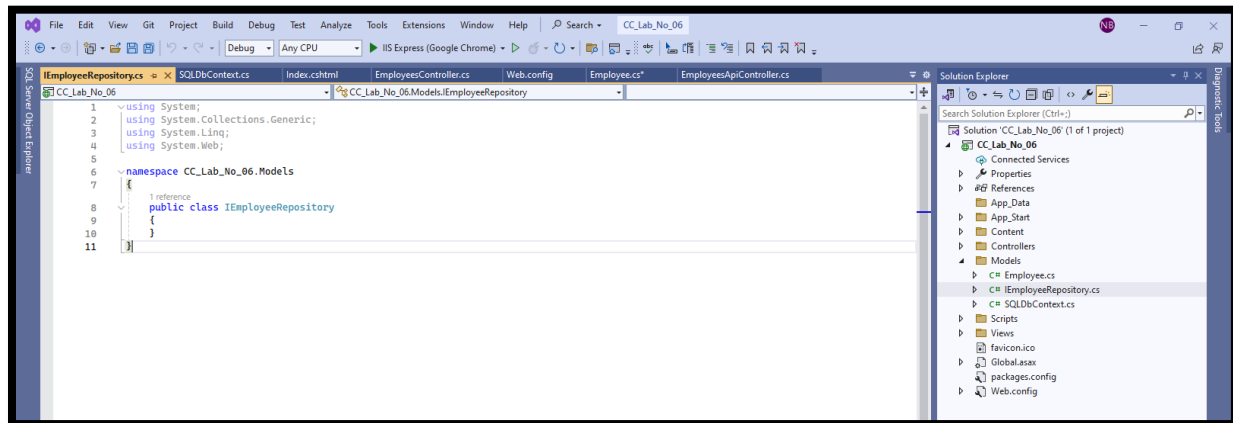 File Edit View Git Project Build Debug Test Analyze Tools Extensions Window Help Search CC_Lab_No_06 NB
Debug Any CPU IIS Express (Google Chrome)
SQL Server Object Explorer
IEmployeeRepository.cs SQLDbContext.cs Index.cshtml EmployeesController.cs Web.config Employee.cs* EmployeesApiController.cs
CC_Lab_No_06 CC_Lab_No_06.Models.IEmployeeRepository
1 using System;
2 using System.Collections.Generic;
3 using System.Linq;
4 using System.Web;
5
6 namespace CC_Lab_No_06.Models
7 {
1 reference
8 public class IEmployeeRepository
9 {
10 }
11 }
Solution Explorer
Search Solution Explorer (Ctrl+;)
Solution 'CC_Lab_No_06' (1 of 1 project)
CC_Lab_No_06
Connected Services
Properties
References
App_Data
App_Start
Content
Controllers
Models
C# Employee.cs
C# IEmployeeRepository.cs
C# SQLDbContext.cs
Scripts
Views
favicon.ico
Global.asax
packages.config
Web.config
Diagnostic Tools